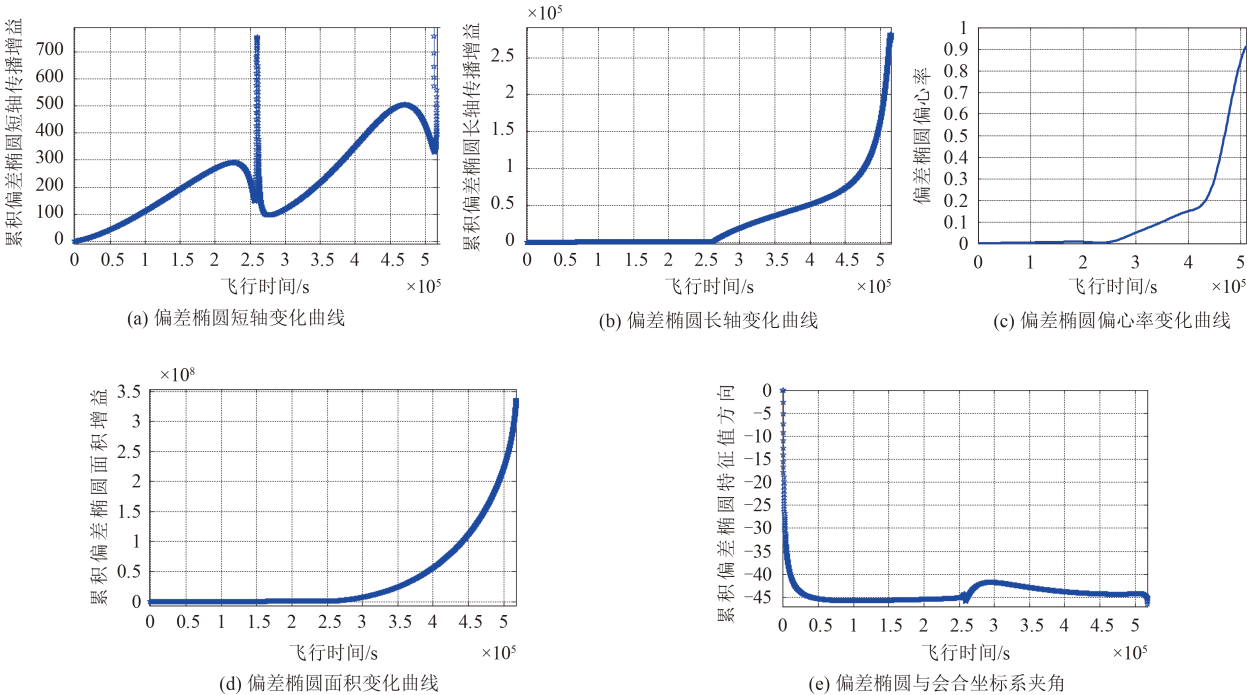 累积偏差椭圆短轴传播增益
700
600
500
400
300
200
100
0
0 0.5 1 1.5 2 2.5 3 3.5 4 4.5 5
飞行时间/s
×10⁵
(a) 偏差椭圆短轴变化曲线
×10⁵
累积偏差椭圆长轴传播增益
2.5
2
1.5
1
0.5
0
0 0.5 1 1.5 2 2.5 3 3.5 4 4.5 5
飞行时间/s
×10⁵
(b) 偏差椭圆长轴变化曲线
偏差椭圆偏心率
1
0.9
0.8
0.7
0.6
0.5
0.4
0.3
0.2
0.1
0
0 1 2 3 4 5
飞行时间/s
×10⁵
(c) 偏差椭圆偏心率变化曲线
×10⁸
累积偏差椭圆面积增益
3.5
3
2.5
2
1.5
1
0.5
0
0 0.5 1 1.5 2 2.5 3 3.5 4 4.5 5
飞行时间/s
×10⁵
(d) 偏差椭圆面积变化曲线
累积偏差椭圆特征值方向
0
−5
−10
−15
−20
−25
−30
−35
−40
−45
0 0.5 1 1.5 2 2.5 3 3.5 4 4.5 5
飞行时间/s
×10⁵
(e) 偏差椭圆与会合坐标系夹角